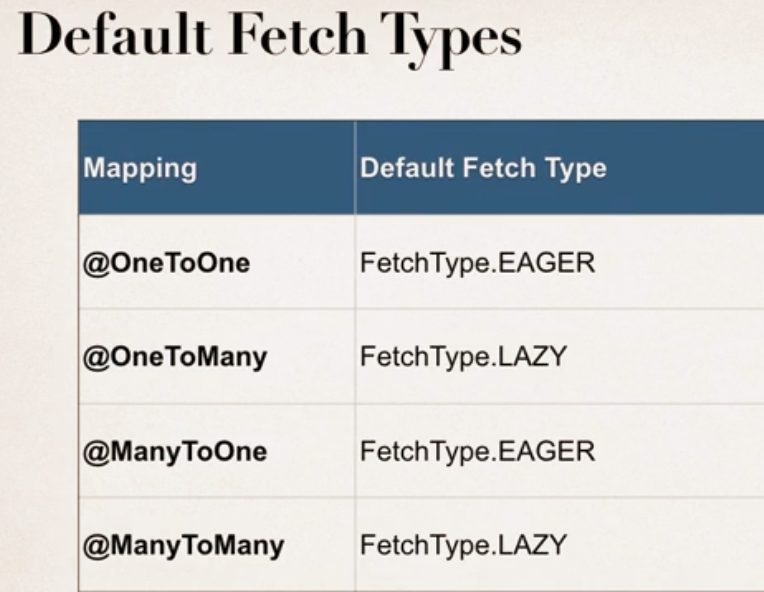 Default Fetch Types
Mapping Default Fetch Type
@OneToOne FetchType.EAGER
@OneToMany FetchType.LAZY
@ManyToOne FetchType.EAGER
@ManyToMany FetchType.LAZY